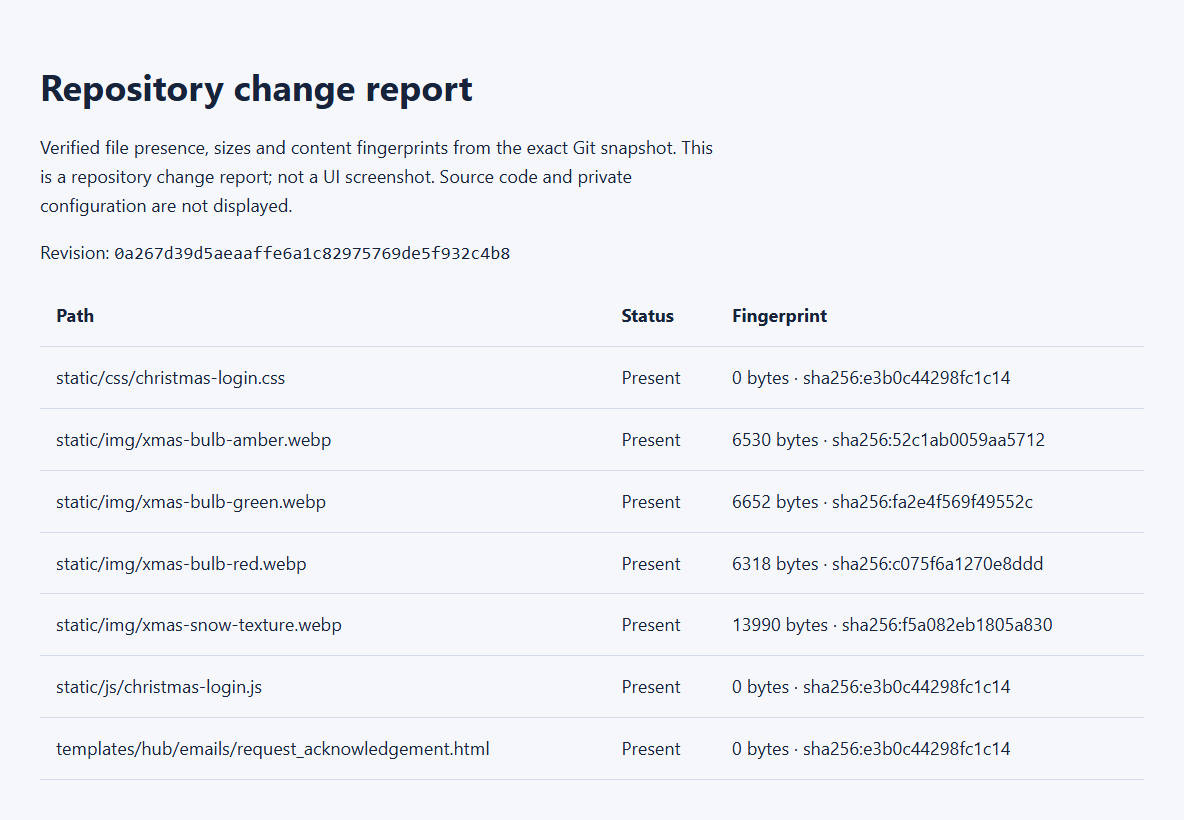 Repository change report
Verified file presence, sizes and content fingerprints from the exact Git snapshot. This
is a repository change report; not a UI screenshot. Source code and private
configuration are not displayed.
Revision: 0a267d39d5aeaaffe6a1c82975769de5f932c4b8
Path Status Fingerprint
static/css/christmas-login.css Present 0 bytes · sha256:e3b0c44298fc1c14
static/img/xmas-bulb-amber.webp Present 6530 bytes · sha256:52c1ab0059aa5712
static/img/xmas-bulb-green.webp Present 6652 bytes · sha256:fa2e4f569f49552c
static/img/xmas-bulb-red.webp Present 6318 bytes · sha256:c075f6a1270e8ddd
static/img/xmas-snow-texture.webp Present 13990 bytes · sha256:f5a082eb1805a830
static/js/christmas-login.js Present 0 bytes · sha256:e3b0c44298fc1c14
templates/hub/emails/request_acknowledgement.html Present 0 bytes · sha256:e3b0c44298fc1c14